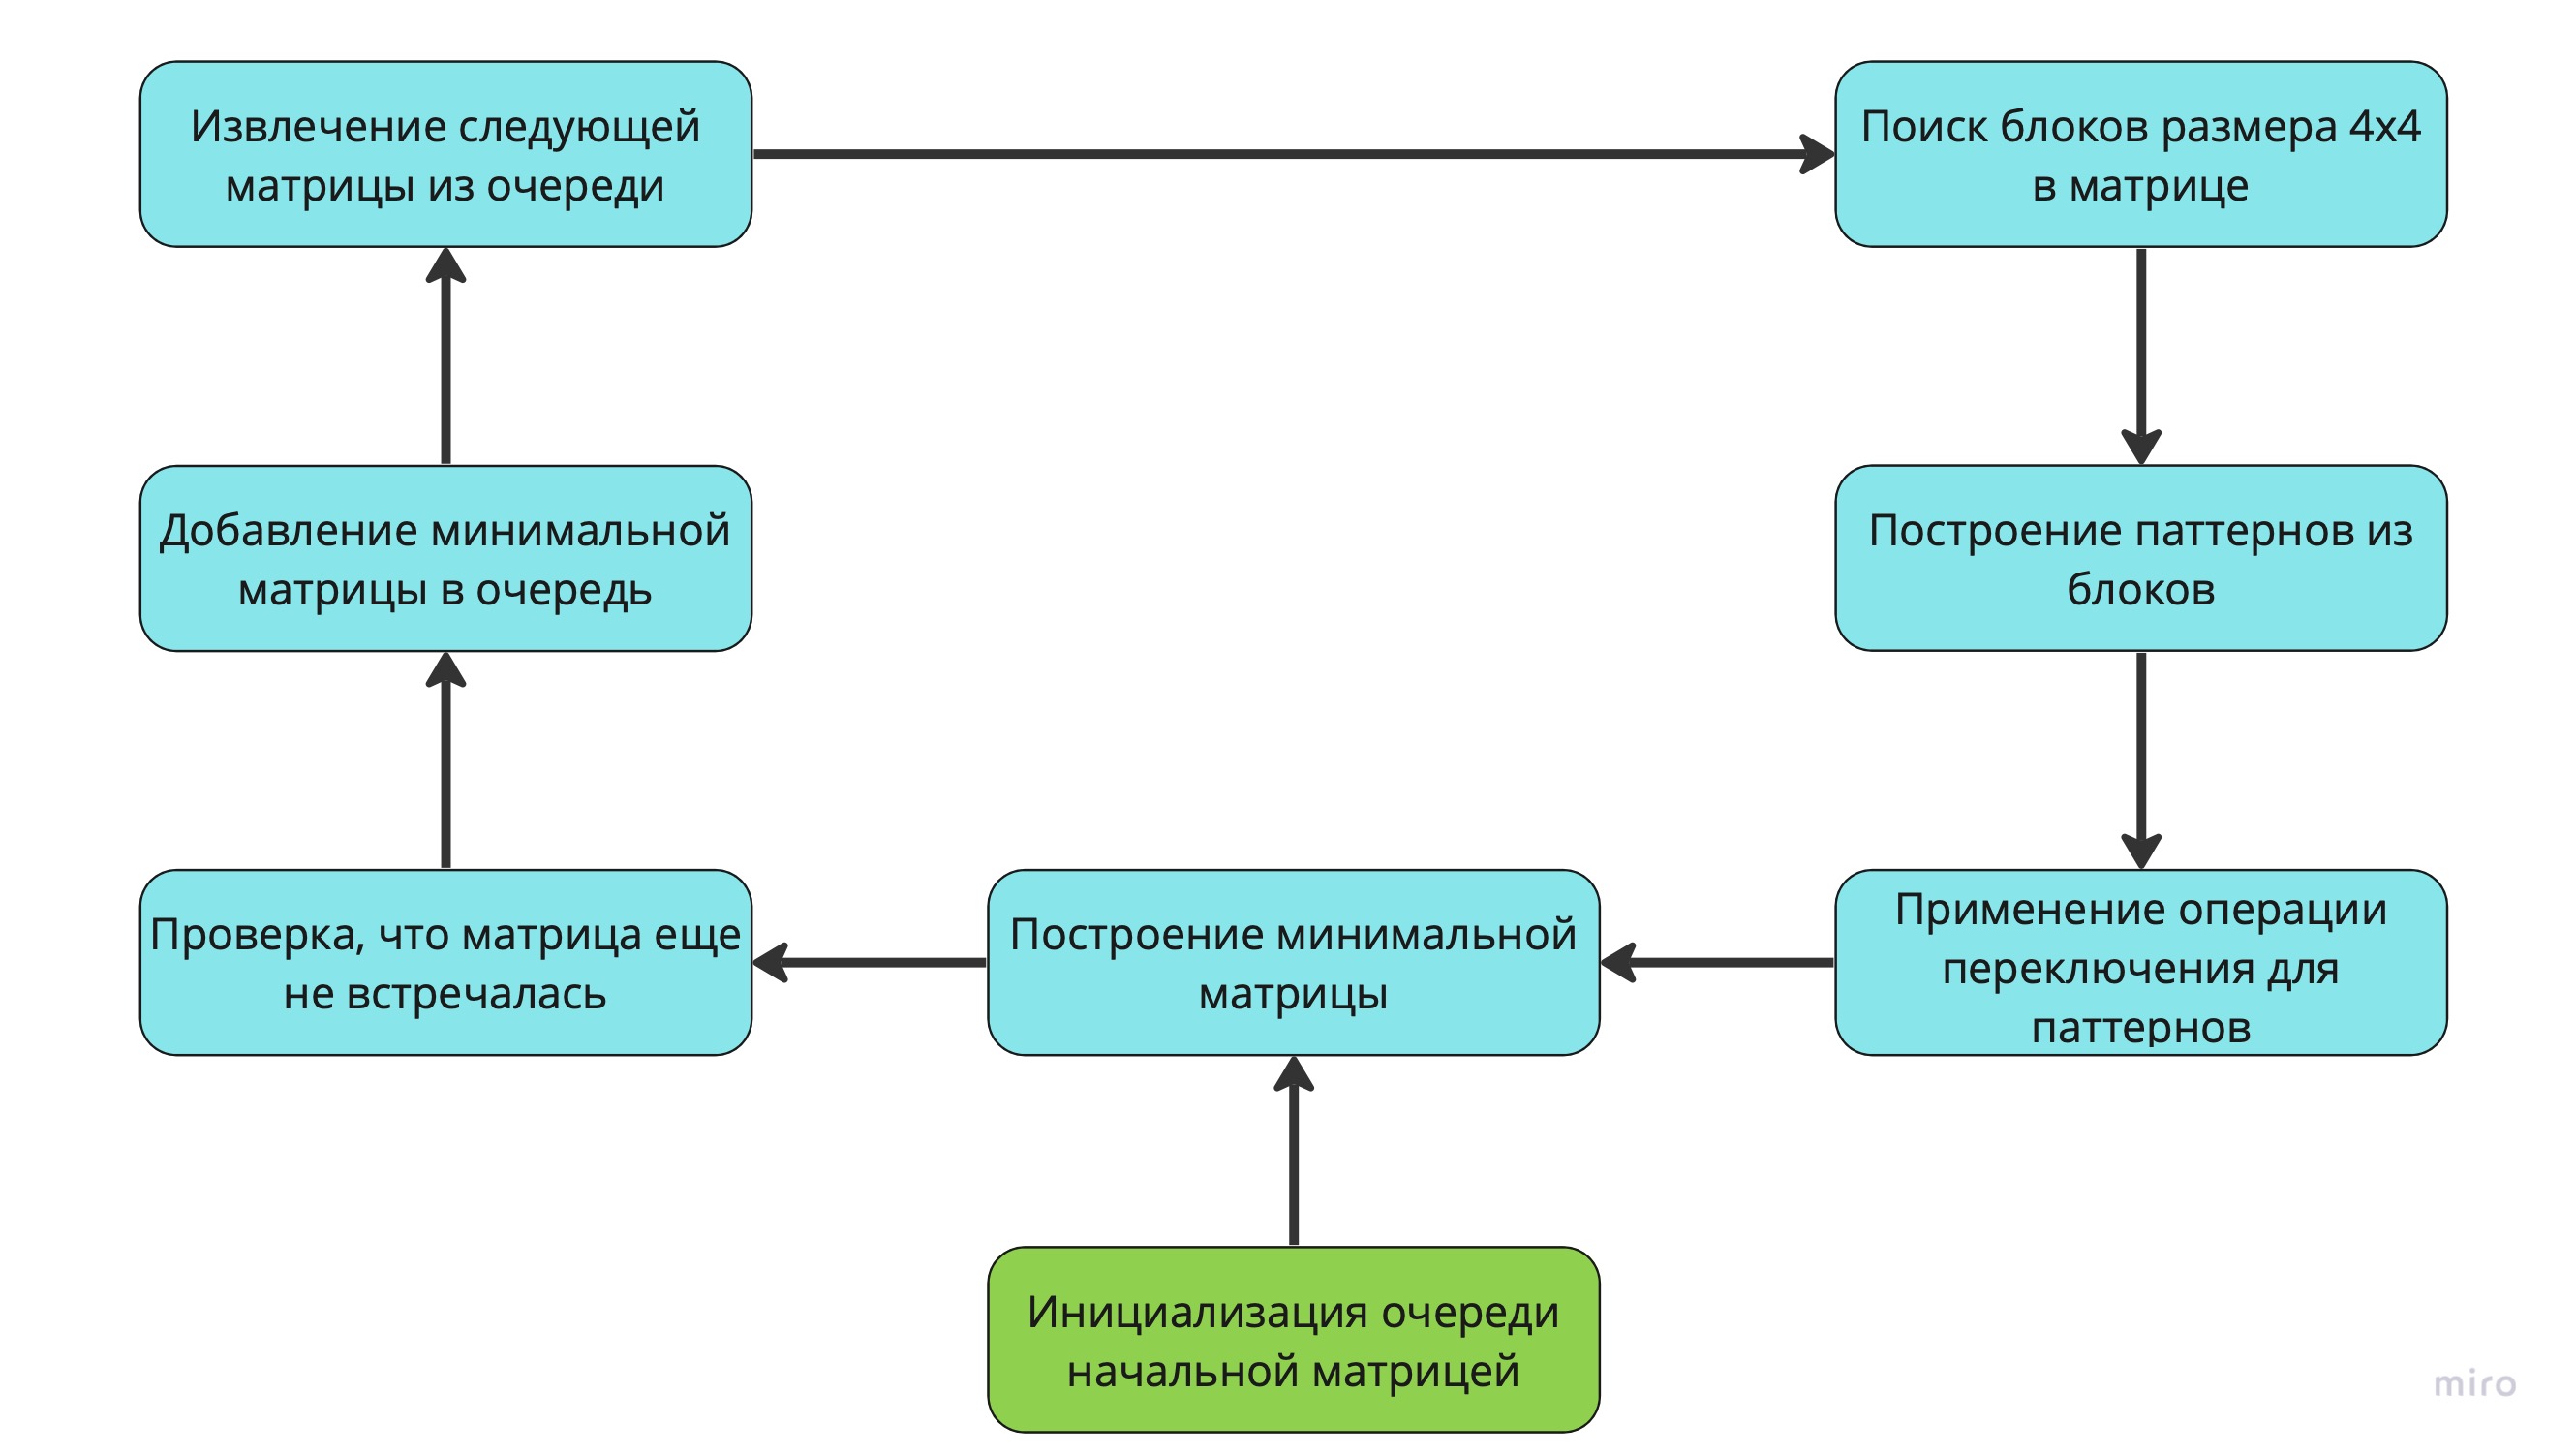 Извлечение следующей
матрицы из очереди
Поиск блоков размера 4x4
в матрице
Добавление минимальной
матрицы в очередь
Построение паттернов из
блоков
Проверка, что матрица еще
не встречалась
Построение минимальной
матрицы
Применение операции
переключения для
паттернов
Инициализация очереди
начальной матрицей
miro